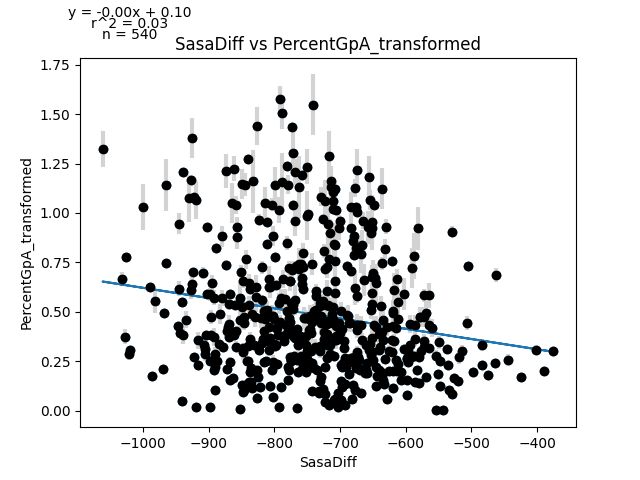 y = -0.00x + 0.10
r^2 = 0.03
n = 540
SasaDiff vs PercentGpA_transformed
1.75
1.50
1.25
1.00
0.75
0.50
0.25
0.00
PercentGpA_transformed
−1000 −900 −800 −700 −600 −500 −400
SasaDiff